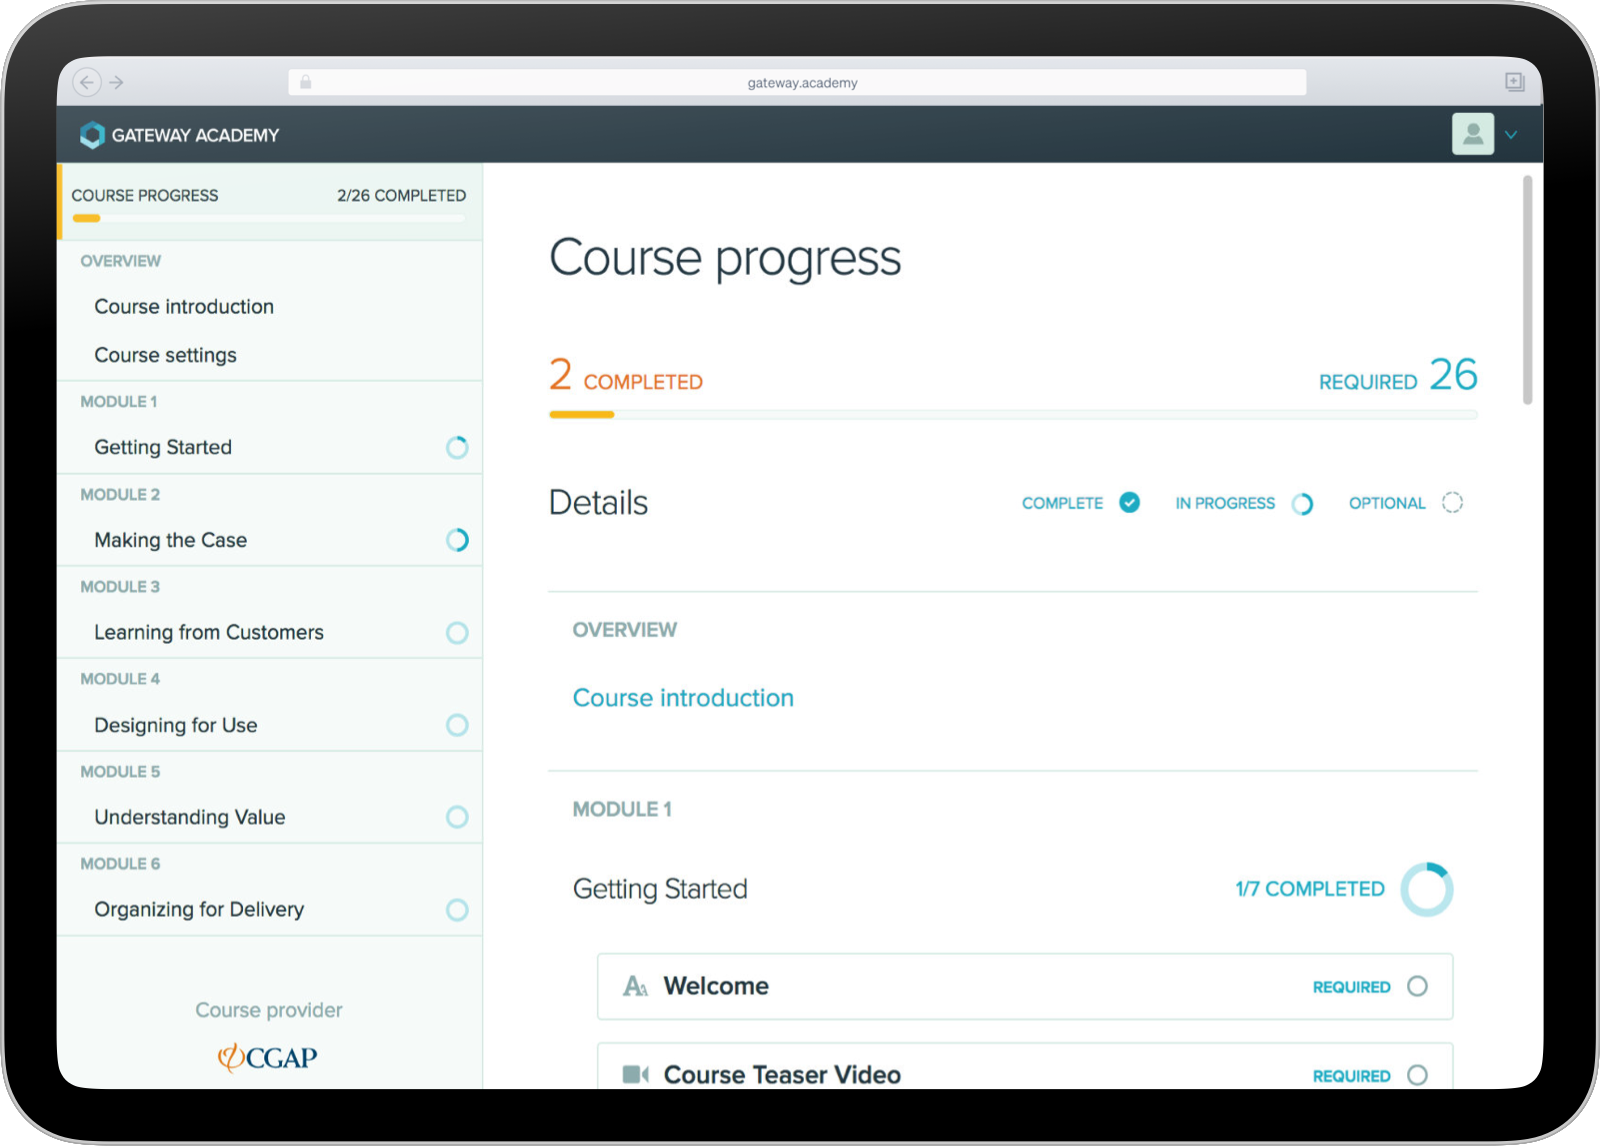 gateway.academy
GATEWAY ACADEMY
COURSE PROGRESS 2/26 COMPLETED
OVERVIEW
Course introduction
Course settings
MODULE 1
Getting Started
MODULE 2
Making the Case
MODULE 3
Learning from Customers
MODULE 4
Designing for Use
MODULE 5
Understanding Value
MODULE 6
Organizing for Delivery
Course provider
CGAP
Course progress
2 COMPLETED REQUIRED 26
Details COMPLETE IN PROGRESS OPTIONAL
OVERVIEW
Course introduction
MODULE 1
Getting Started 1/7 COMPLETED
Welcome REQUIRED
Course Teaser Video REQUIRED